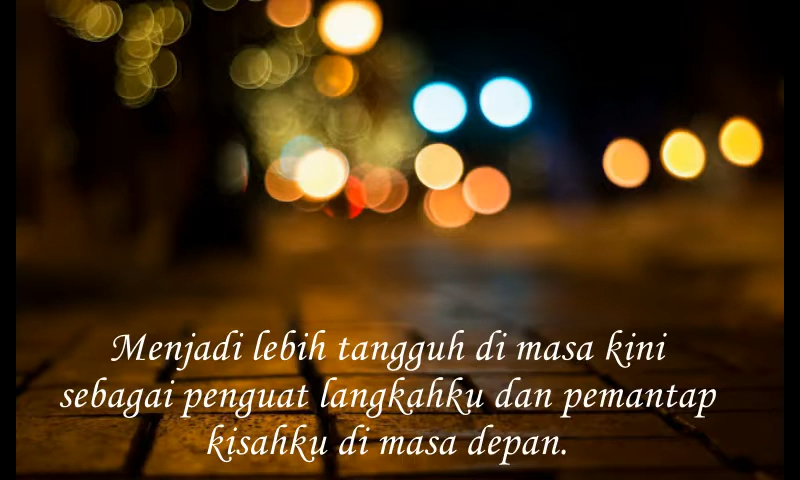 Menjadi lebih tangguh di masa kini
sebagai penguat langkahku dan pemantap
kisahku di masa depan.